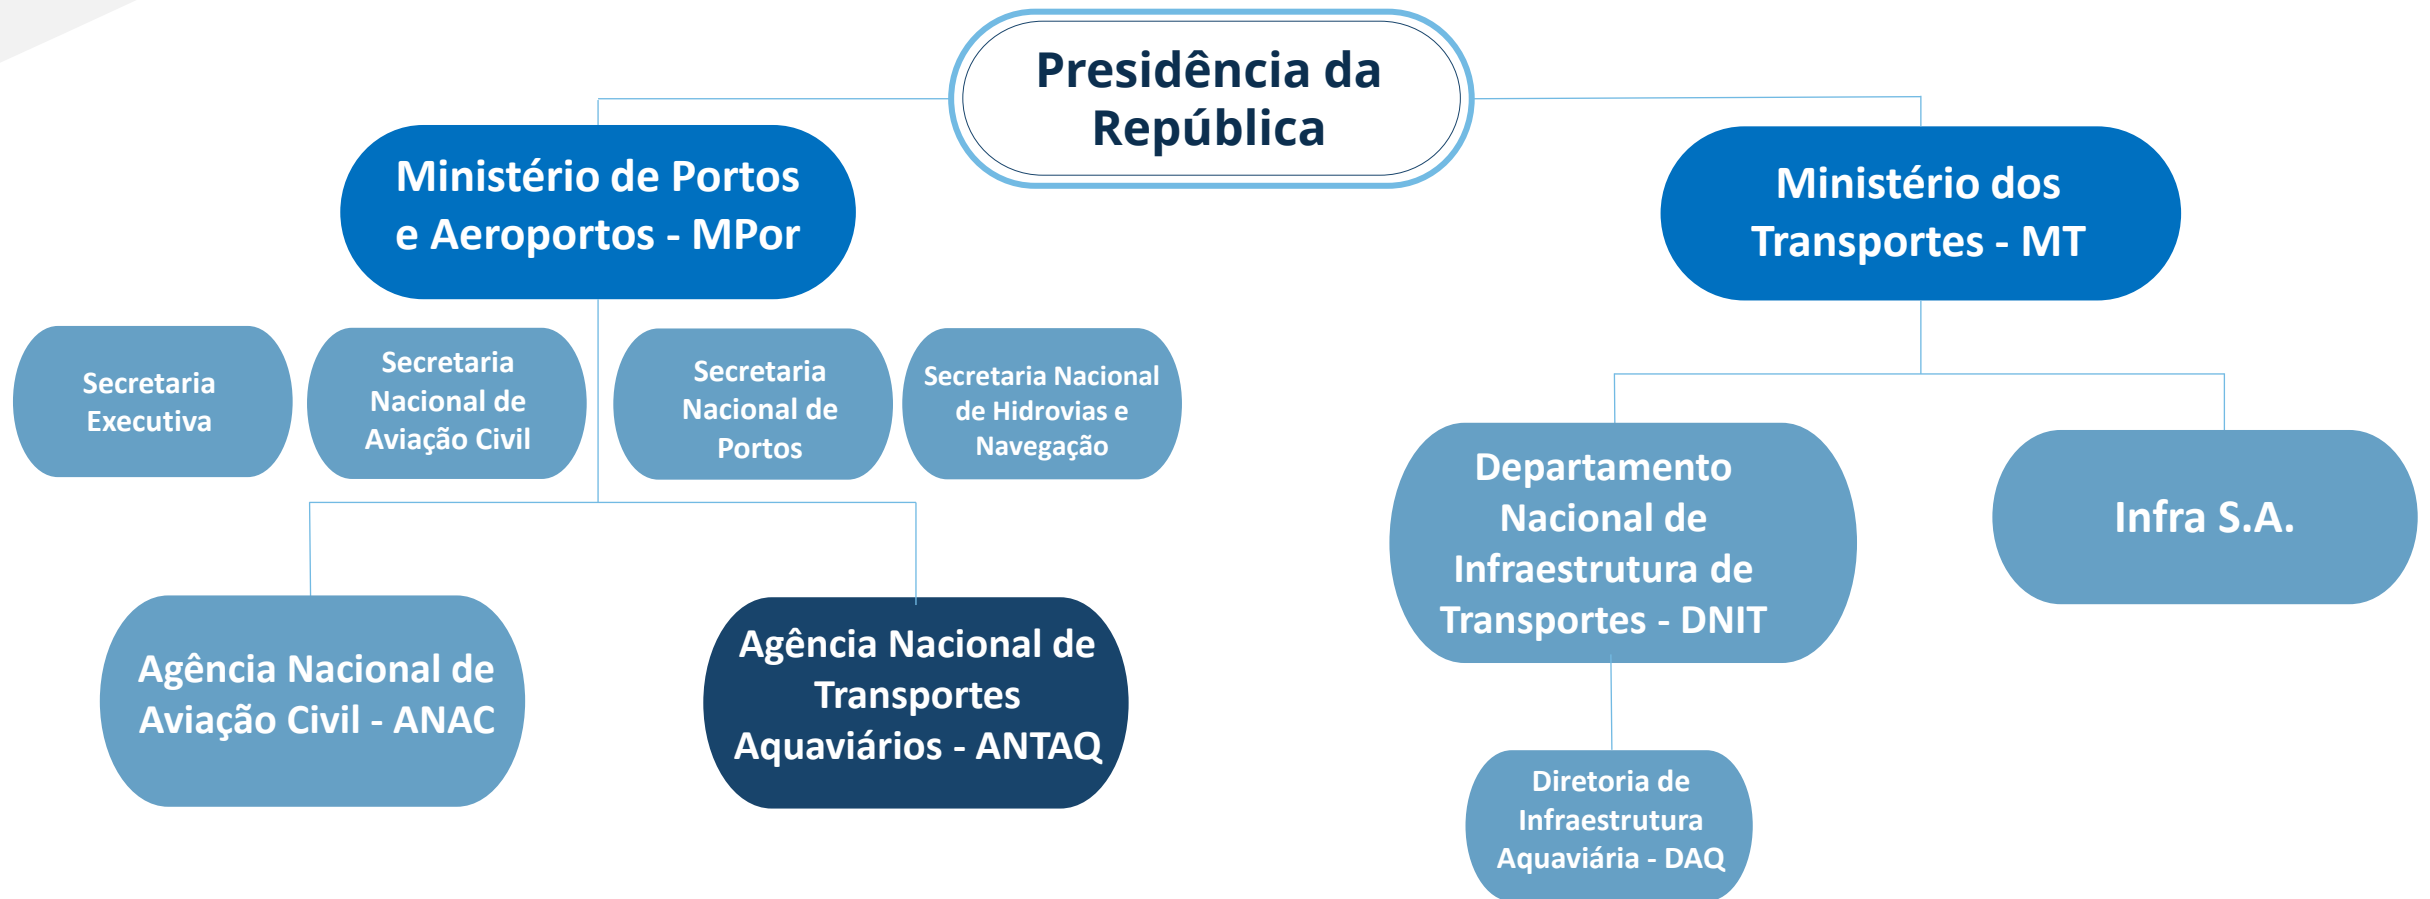 Presidência da
República
Ministério de Portos
e Aeroportos - MPor
Ministério dos
Transportes - MT
Secretaria
Executiva
Secretaria
Nacional de
Aviação Civil
Secretaria
Nacional de
Portos
Secretaria Nacional
de Hidrovias e
Navegação
Departamento
Nacional de
Infraestrutura de
Transportes - DNIT
Infra S.A.
Agência Nacional de
Aviação Civil - ANAC
Agência Nacional de
Transportes
Aquaviários - ANTAQ
Diretoria de
Infraestrutura
Aquaviária - DAQ